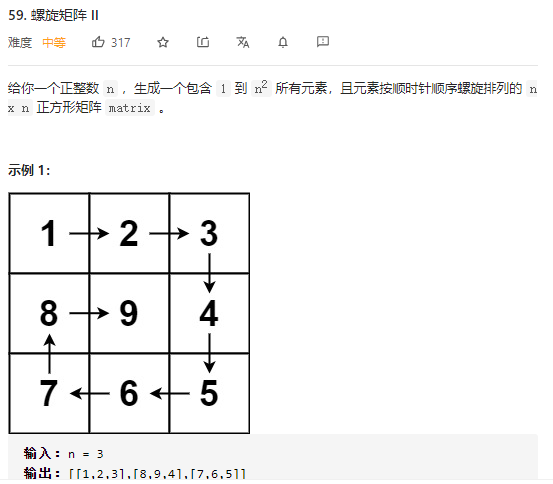 59. 螺旋矩阵 II
难度 中等 317
给你一个正整数 n ，生成一个包含 1 到 n² 所有元素，且元素按顺时针顺序螺旋排列的 n
x n 正方形矩阵 matrix 。
示例 1：
1 2 3
8 9 4
7 6 5
输入：n = 3
输出：[[1,2,3],[8,9,4],[7,6,5]]